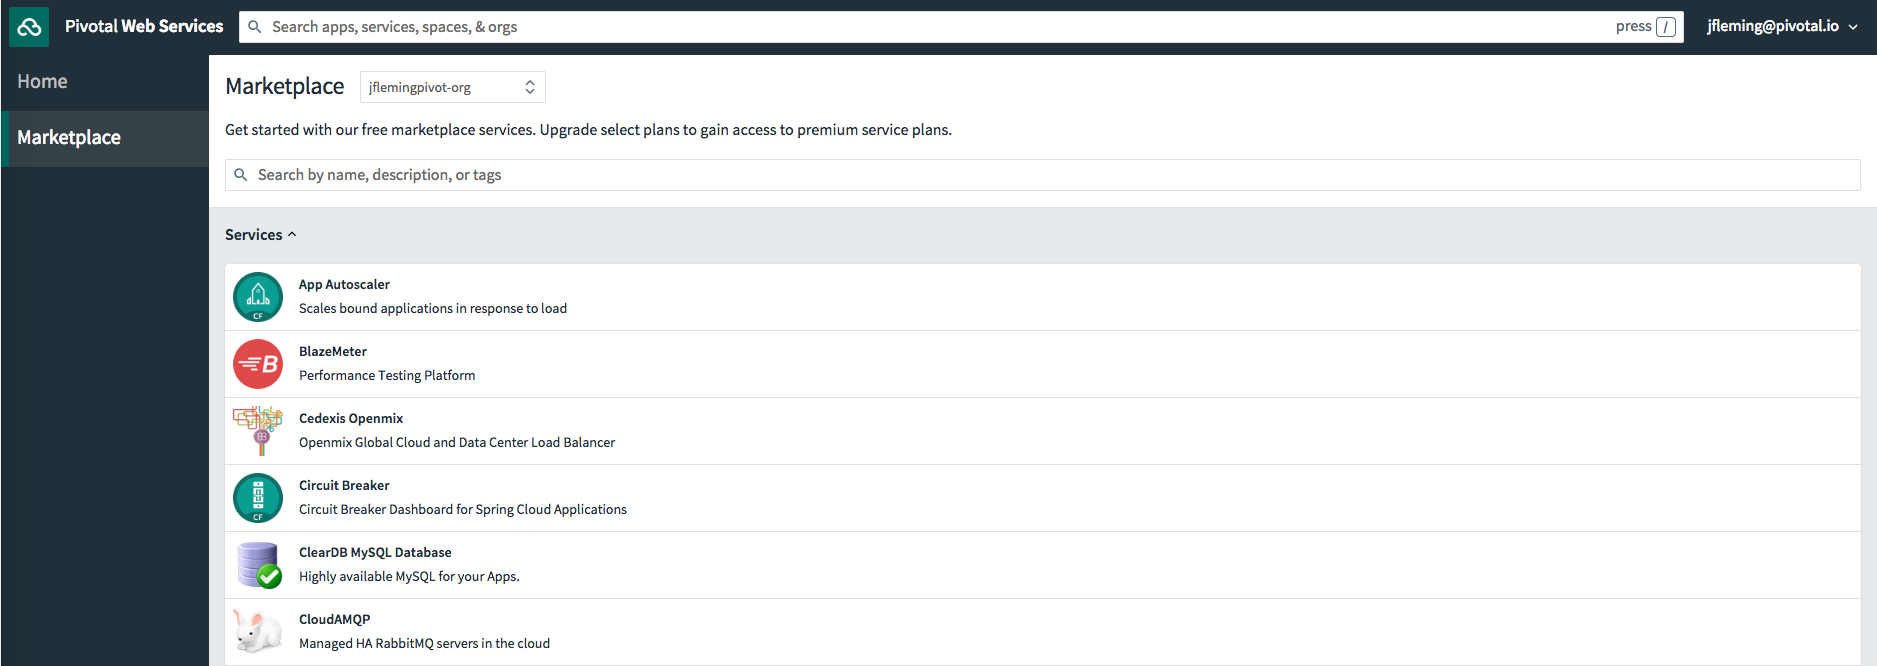 Pivotal Web Services
Search apps, services, spaces, & orgs
press /
jfleming@pivotal.io
Home
Marketplace
Marketplace
jflemingpivot-org
Get started with our free marketplace services. Upgrade select plans to gain access to premium service plans.
Search by name, description, or tags
Services
CF
App Autoscaler
Scales bound applications in response to load
B
BlazeMeter
Performance Testing Platform
Cedexis Openmix
Openmix Global Cloud and Data Center Load Balancer
CF
Circuit Breaker
Circuit Breaker Dashboard for Spring Cloud Applications
ClearDB MySQL Database
Highly available MySQL for your Apps.
CloudAMQP
Managed HA RabbitMQ servers in the cloud